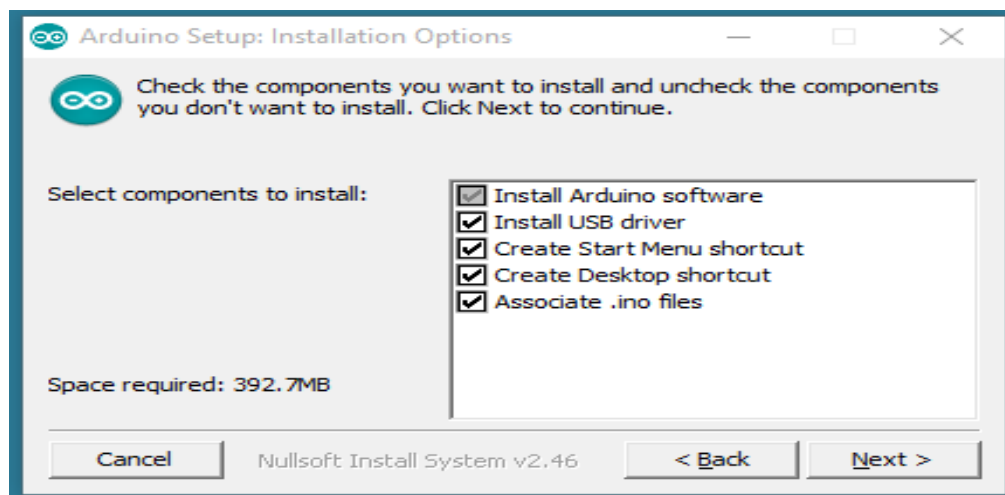 Arduino Setup: Installation Options
Check the components you want to install and uncheck the components
you don't want to install. Click Next to continue.
Select components to install:
Install Arduino software
Install USB driver
Create Start Menu shortcut
Create Desktop shortcut
Associate .ino files
Space required: 392.7MB
Cancel
Nullsoft Install System v2.46
< Back
Next >